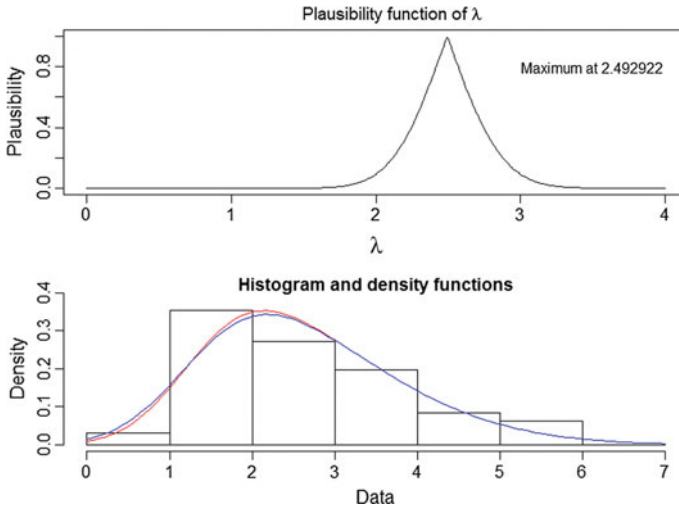 Plausibility function of λ
Plausibility
0.0 0.4 0.8
Maximum at 2.492922
0 1 2 3 4
λ
Histogram and density functions
Density
0.0 0.1 0.2 0.3 0.4
0 1 2 3 4 5 6 7
Data